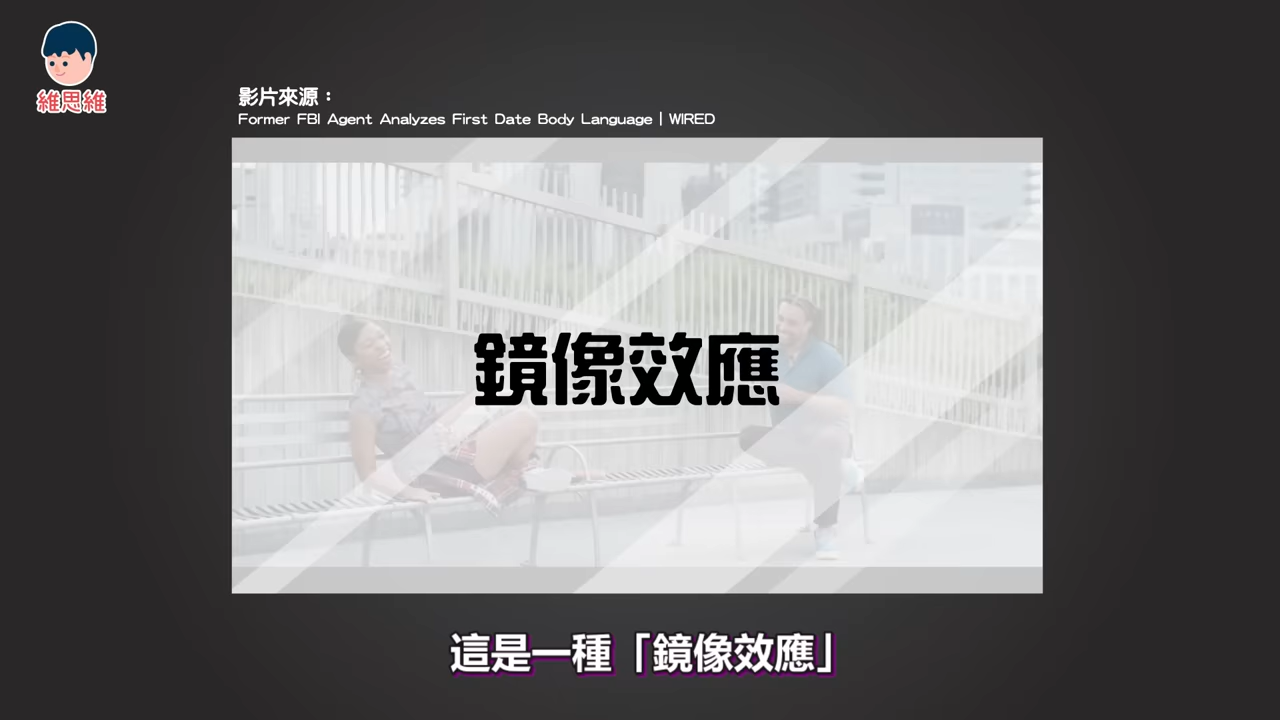 維思維
影片來源：
Former FBI Agent Analyzes First Date Body Language | WIRED
鏡像效應
這是一種「鏡像效應」